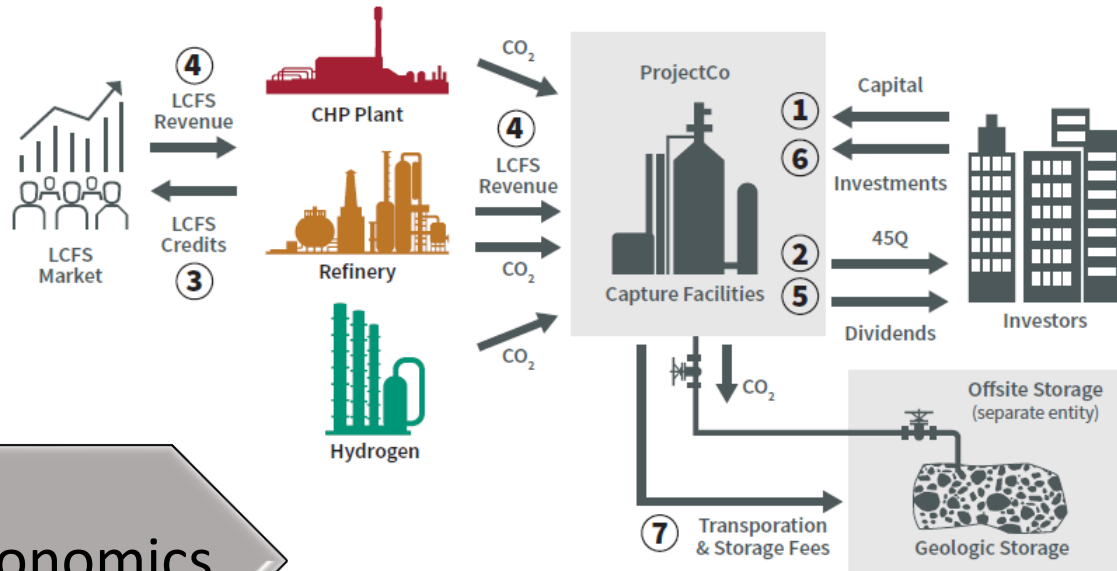 4
LCFS
Revenue
LCFS
Credits
3
LCFS
Market
CHP Plant
Refinery
Hydrogen
CO2
4
LCFS
Revenue
CO2
CO2
ProjectCo
Capture Facilities
1
6
2
5
Capital
Investments
45Q
Dividends
Investors
CO2
7
Transporation
& Storage Fees
Offsite Storage
(separate entity)
Geologic Storage